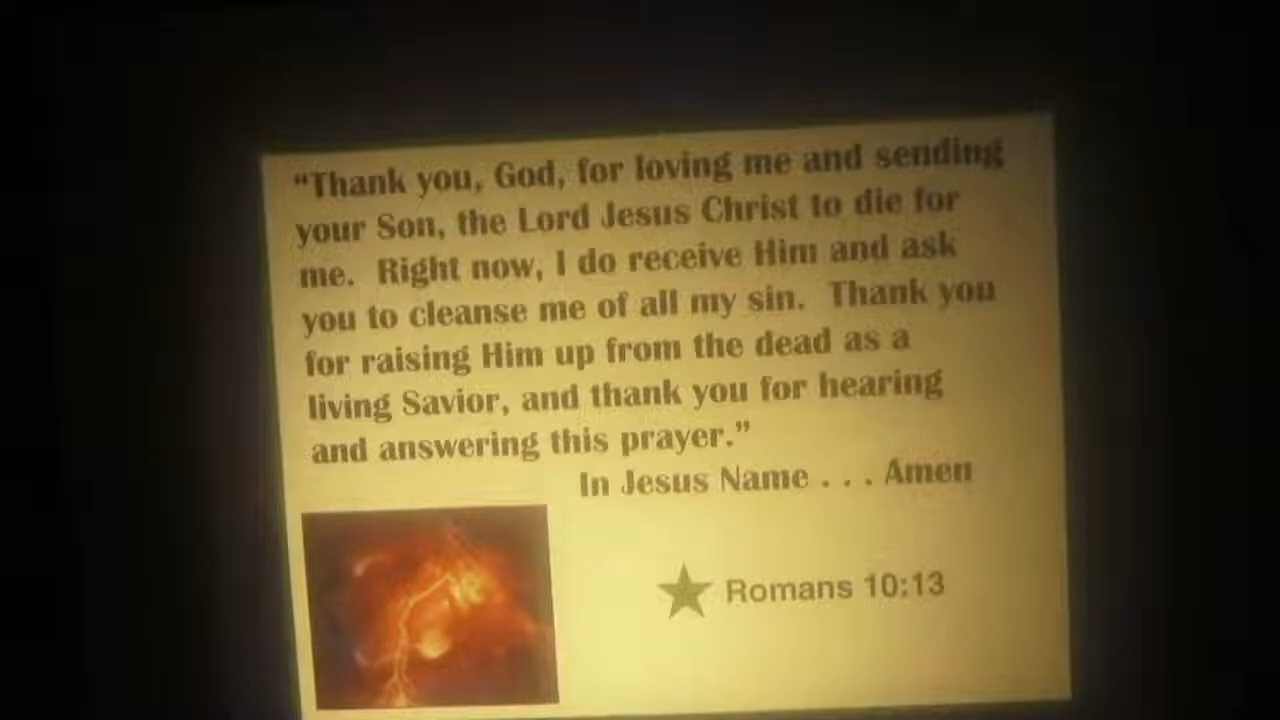 “Thank you, God, for loving me and sending
your Son, the Lord Jesus Christ to die for
me.  Right now, I do receive Him and ask
you to cleanse me of all my sin.  Thank you
for raising Him up from the dead as a
living Savior, and thank you for hearing
and answering this prayer.”
In Jesus Name . . . Amen
★ Romans 10:13